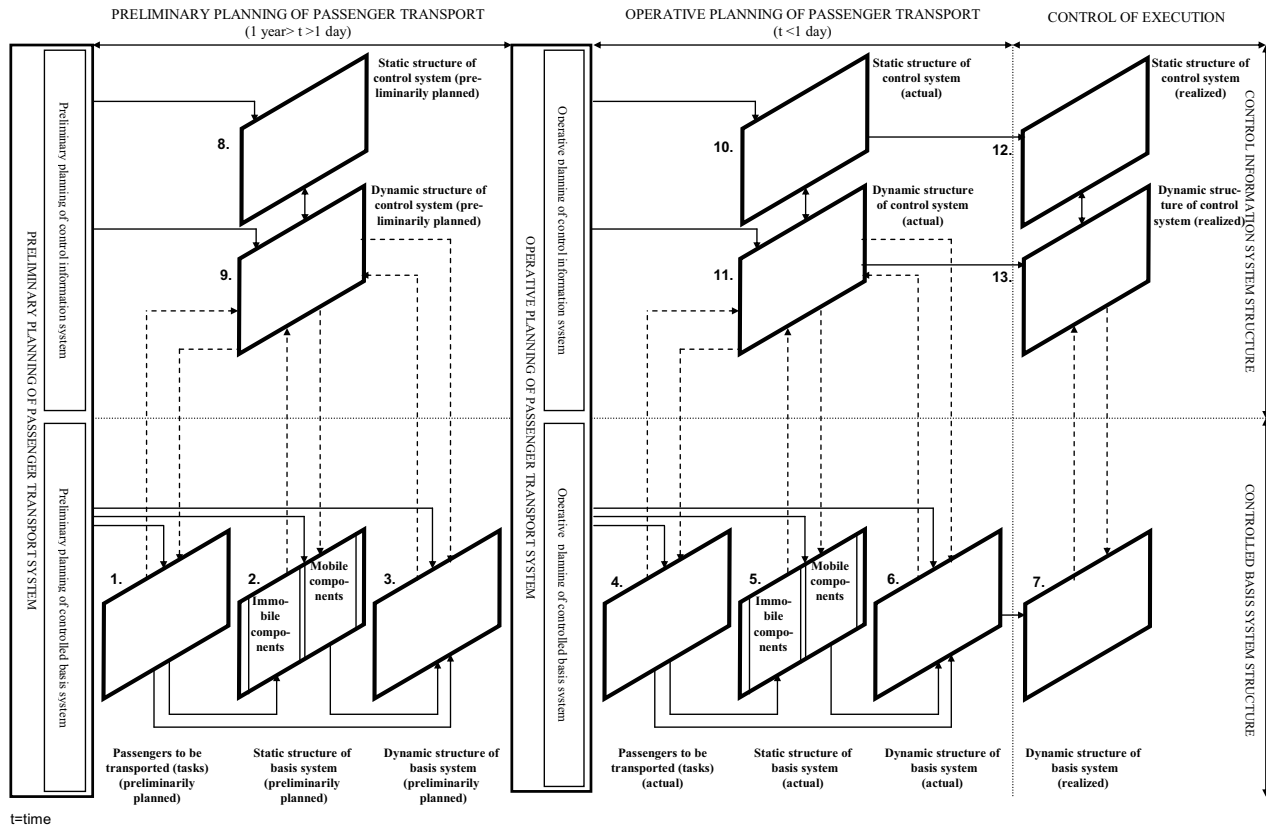 PRELIMINARY PLANNING OF PASSENGER TRANSPORT
(1 year> t >1 day)
OPERATIVE PLANNING OF PASSENGER TRANSPORT
(t <1 day)
CONTROL OF EXECUTION
PRELIMINARY PLANNING OF PASSENGER TRANSPORT SYSTEM
Preliminary planning of control information system
Preliminary planning of controlled basis system
Static structure of
control system (pre-
liminarily planned)
8.
Dynamic structure of
control system (pre-
liminarily planned)
9.
1.
2.
Immo-
bile
compo-
nents
Mobile
compo-
nents
3.
Passengers to be
transported (tasks)
(preliminarily
planned)
Static structure of
basis system
(preliminarily
planned)
Dynamic structure of
basis system
(preliminarily
planned)
OPERATIVE PLANNING OF PASSENGER TRANSPORT SYSTEM
Operative planning of control information system
Operative planning of controlled basis system
Static structure of
control system
(actual)
10.
Dynamic structure
of control system
(actual)
11.
4.
5.
Immo-
bile
compo-
nents
Mobile
compo-
nents
6.
Passengers to be
transported (tasks)
(actual)
Static structure of
basis system
(actual)
Dynamic structure of
basis system
(actual)
Static structure of
control system
(realized)
12.
Dynamic struc-
ture of control
system (realized)
13.
7.
Dynamic structure of
basis system
(realized)
CONTROL INFORMATION SYSTEM STRUCTURE
CONTROLLED BASIS SYSTEM STRUCTURE
t=time